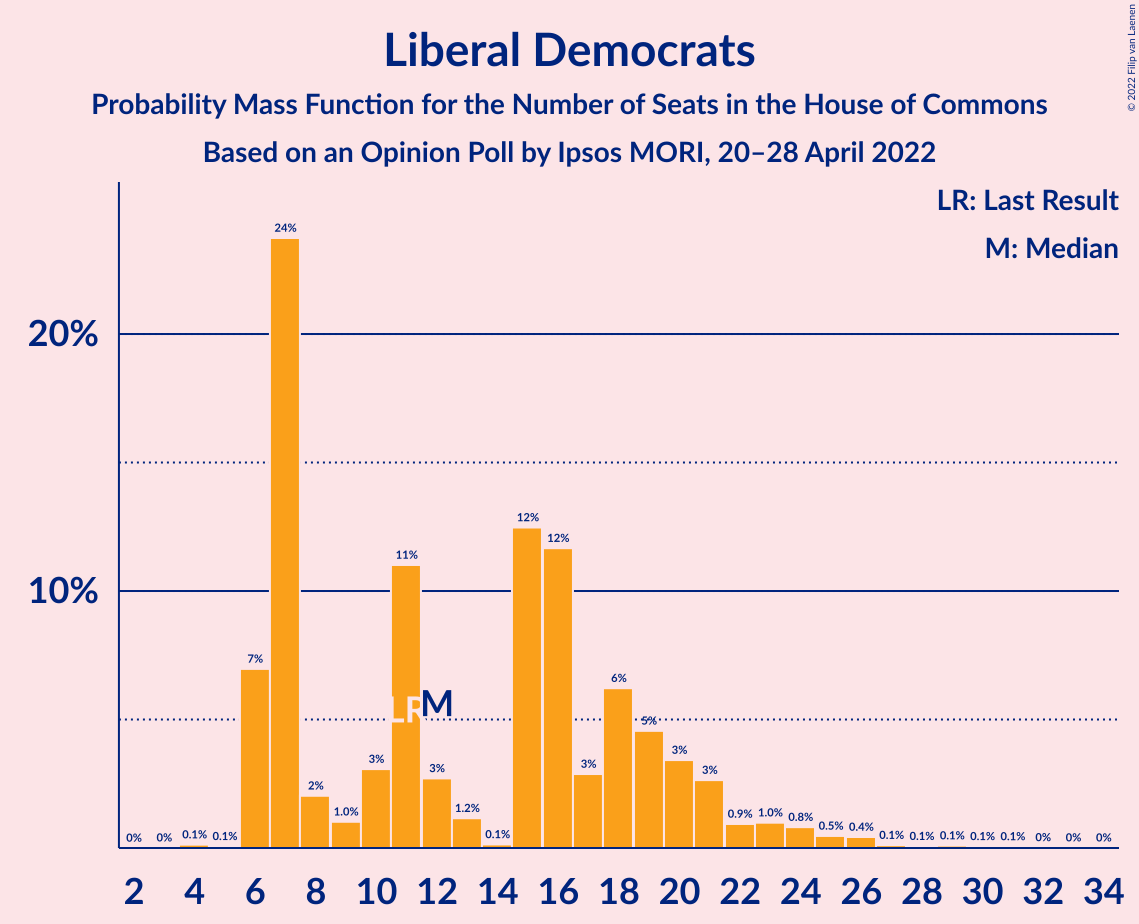 Liberal Democrats
Probability Mass Function for the Number of Seats in the House of Commons
Based on an Opinion Poll by Ipsos MORI, 20–28 April 2022
© 2022 Filip van Laenen
LR: Last Result
M: Median
20%
10%
0% 0% 0.1% 0.1% 7% 24% 2% 1.0% 3% 11% 3% 1.2% 0.1% 12% 12% 3% 6% 5% 3% 3% 0.9% 1.0% 0.8% 0.5% 0.4% 0.1% 0.1% 0.1% 0.1% 0.1% 0% 0% 0%
LR M
2 4 6 8 10 12 14 16 18 20 22 24 26 28 30 32 34